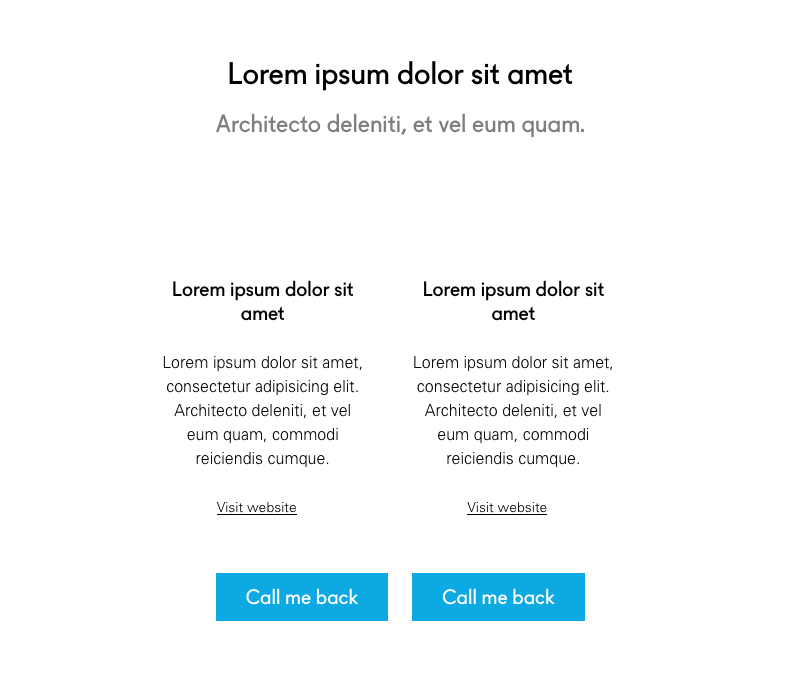 Lorem ipsum dolor sit amet
Architecto deleniti, et vel eum quam.
Lorem ipsum dolor sit
amet
Lorem ipsum dolor sit amet,
consectetur adipisicing elit.
Architecto deleniti, et vel
eum quam, commodi
reiciendis cumque.
Visit website
Lorem ipsum dolor sit
amet
Lorem ipsum dolor sit amet,
consectetur adipisicing elit.
Architecto deleniti, et vel
eum quam, commodi
reiciendis cumque.
Visit website
Call me back
Call me back